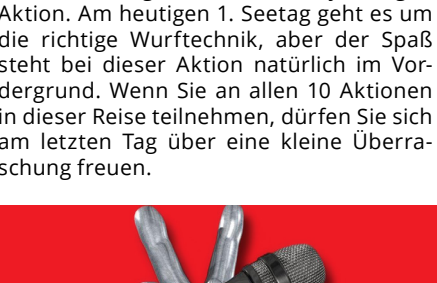 Aktion. Am heutigen 1. Seetag geht es um
die richtige Wurftechnik, aber der Spaß
steht bei dieser Aktion natürlich im Vor-
dergrund. Wenn Sie an allen 10 Aktionen
in dieser Reise teilnehmen, dürfen Sie sich
am letzten Tag über eine kleine Überra-
schung freuen.